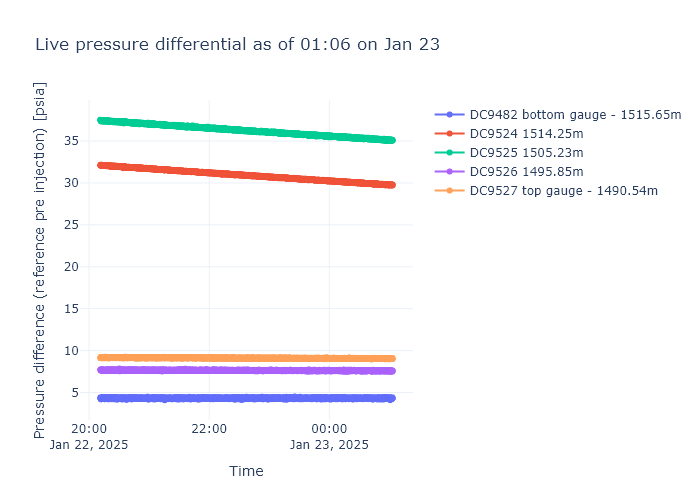 Live pressure differential as of 01:06 on Jan 23
Pressure difference (reference pre injection) [psia]
35
30
25
20
15
10
5
20:00
Jan 22, 2025
22:00
00:00
Jan 23, 2025
Time
DC9482 bottom gauge - 1515.65m
DC9524 1514.25m
DC9525 1505.23m
DC9526 1495.85m
DC9527 top gauge - 1490.54m